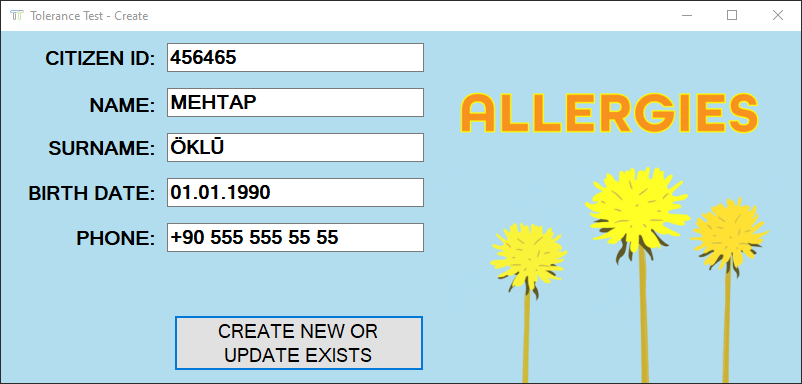 Tolerance Test - Create
CITIZEN ID: 456465
NAME: MEHTAP
SURNAME: ÖKLŪ
BIRTH DATE: 01.01.1990
PHONE: +90 555 555 55 55
CREATE NEW OR
UPDATE EXISTS
ALLERGIES